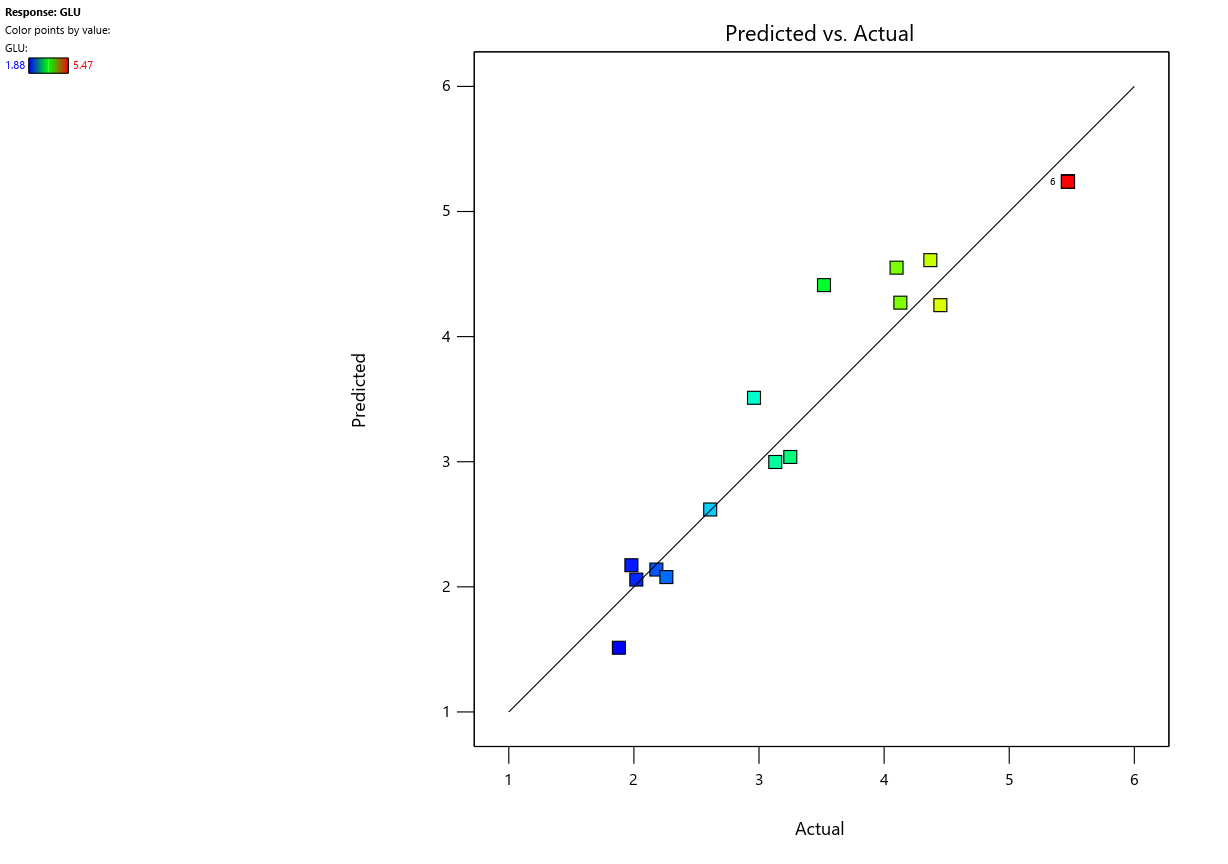 Response: GLU
Color points by value:
GLU:
1.88 5.47
Predicted vs. Actual
6
5
4
3
2
1
Predicted
6
1 2 3 4 5 6
Actual